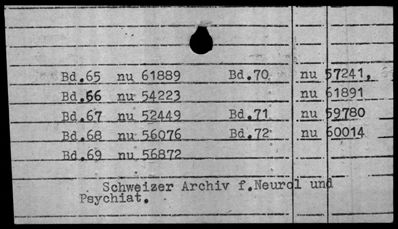 Bd.65 nu 61889 Bd.70 nu 57241,
Bd.66 nu 54223 nu 61891
Bd.67 nu 52449 Bd.71 nu 59780
Bd.68 nu 56076 Bd.72 nu 60014
Bd.69 nu 56872
Schweizer Archiv f.Neurol und
Psychiat.